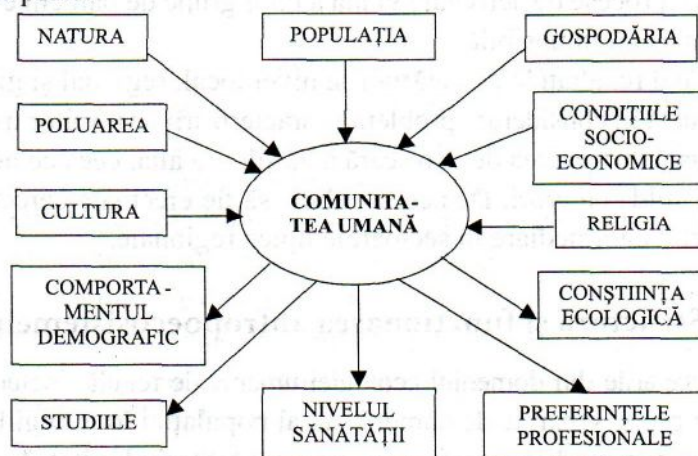 NATURA
POPULAȚIA
GOSPODĂRIA
POLUAREA
CONDIȚIILE
SOCIO-
ECONOMICE
CULTURA
COMUNITA-
TEA UMANĂ
RELIGIA
COMPORTA-
MENTUL
DEMOGRAFIC
CONȘTIINȚA
ECOLOGICĂ
STUDIILE
NIVELUL
SĂNĂTĂȚII
PREFERINȚELE
PROFESIONALE